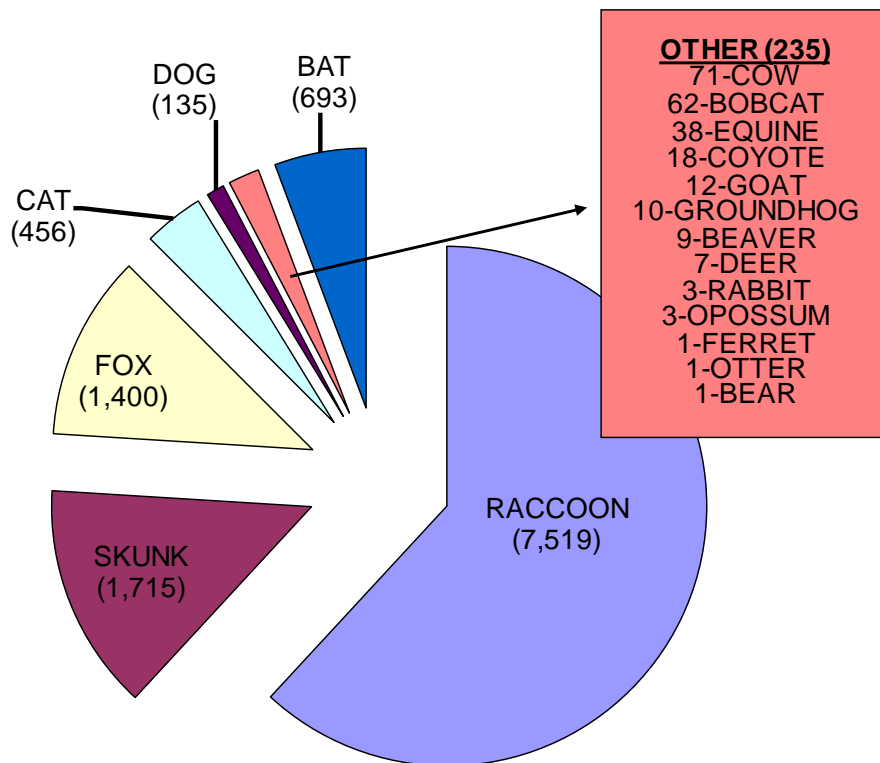 OTHER (235)
71-COW
62-BOBCAT
38-EQUINE
18-COYOTE
12-GOAT
10-GROUNDHOG
9-BEAVER
7-DEER
3-RABBIT
3-OPOSSUM
1-FERRET
1-OTTER
1-BEAR
DOG
(135)
BAT
(693)
CAT
(456)
FOX
(1,400)
SKUNK
(1,715)
RACCOON
(7,519)